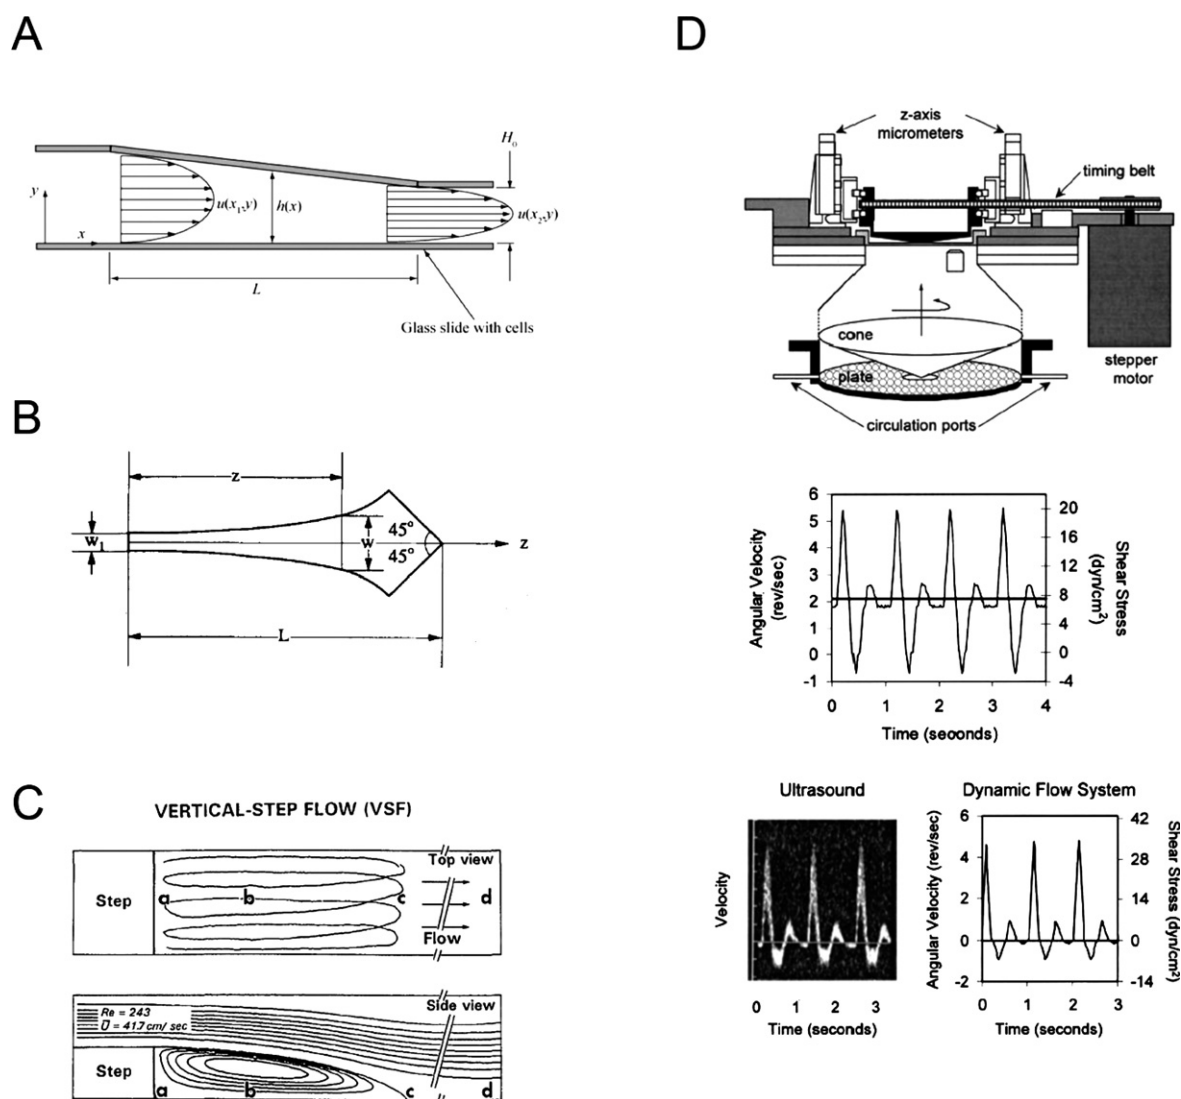 A
H₀
y
u(x₁,y)
h(x)
u(x₂,y)
x
L
Glass slide with cells
B
z
w₁
w
45°
45°
z
L
C
VERTICAL-STEP FLOW (VSF)
Top view
Step
a
b
c
d
Flow
Re = 243
Ū = 41.7 cm/sec
Side view
Step
a
b
c
d
D
z-axis
micrometers
timing belt
cone
plate
stepper
motor
circulation ports
Angular Velocity
(rev/sec)
6
5
4
3
2
1
0
-1
20
16
12
8
4
0
-4
Shear Stress
(dyn/cm²)
0 1 2 3 4
Time (seoonds)
Ultrasound
Velocity
0 1 2 3
Time (seconds)
Dynamic Flow System
Angular Velocity (rev/sec)
6
4
2
0
-2
42
28
14
0
-14
Shear Stress (dyn/cm²)
0 1 2 3
Time (seconds)